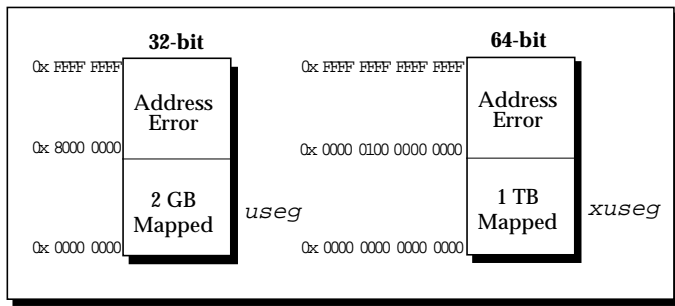 32-bit
0x FFFF FFFF
Address
Error
0x 8000 0000
2 GB
Mapped
useg
0x 0000 0000
64-bit
0x FFFF FFFF FFFF FFFF
Address
Error
0x 0000 0100 0000 0000
1 TB
Mapped
xuseg
0x 0000 0000 0000 0000